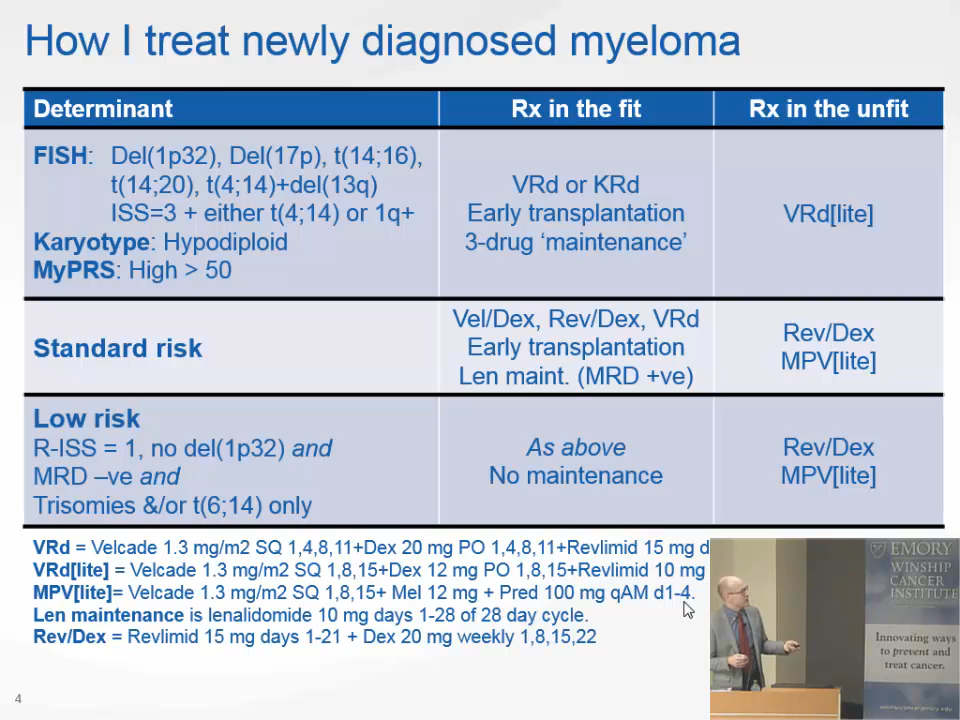 How I treat newly diagnosed myeloma
Determinant Rx in the fit Rx in the unfit
FISH: Del(1p32), Del(17p), t(14;16),
t(14;20), t(4;14)+del(13q)
ISS=3 + either t(4;14) or 1q+
Karyotype: Hypodiploid
MyPRS: High > 50
VRd or KRd
Early transplantation
3-drug ‘maintenance’
VRd[lite]
Standard risk
Vel/Dex, Rev/Dex, VRd
Early transplantation
Len maint. (MRD +ve)
Rev/Dex
MPV[lite]
Low risk
R-ISS = 1, no del(1p32) and
MRD –ve and
Trisomies &/or t(6;14) only
As above
No maintenance
Rev/Dex
MPV[lite]
VRd = Velcade 1.3 mg/m2 SQ 1,4,8,11+Dex 20 mg PO 1,4,8,11+Revlimid 15 mg d
VRd[lite] = Velcade 1.3 mg/m2 SQ 1,8,15+Dex 12 mg PO 1,8,15+Revlimid 10 mg
MPV[lite]= Velcade 1.3 mg/m2 SQ 1,8,15+ Mel 12 mg + Pred 100 mg qAM d1-4.
Len maintenance is lenalidomide 10 mg days 1-28 of 28 day cycle.
Rev/Dex = Revlimid 15 mg days 1-21 + Dex 20 mg weekly 1,8,15,22
4
EMORY
WINSHIP
CANCER
INSTITUTE
Innovating ways
to prevent and
treat cancer.